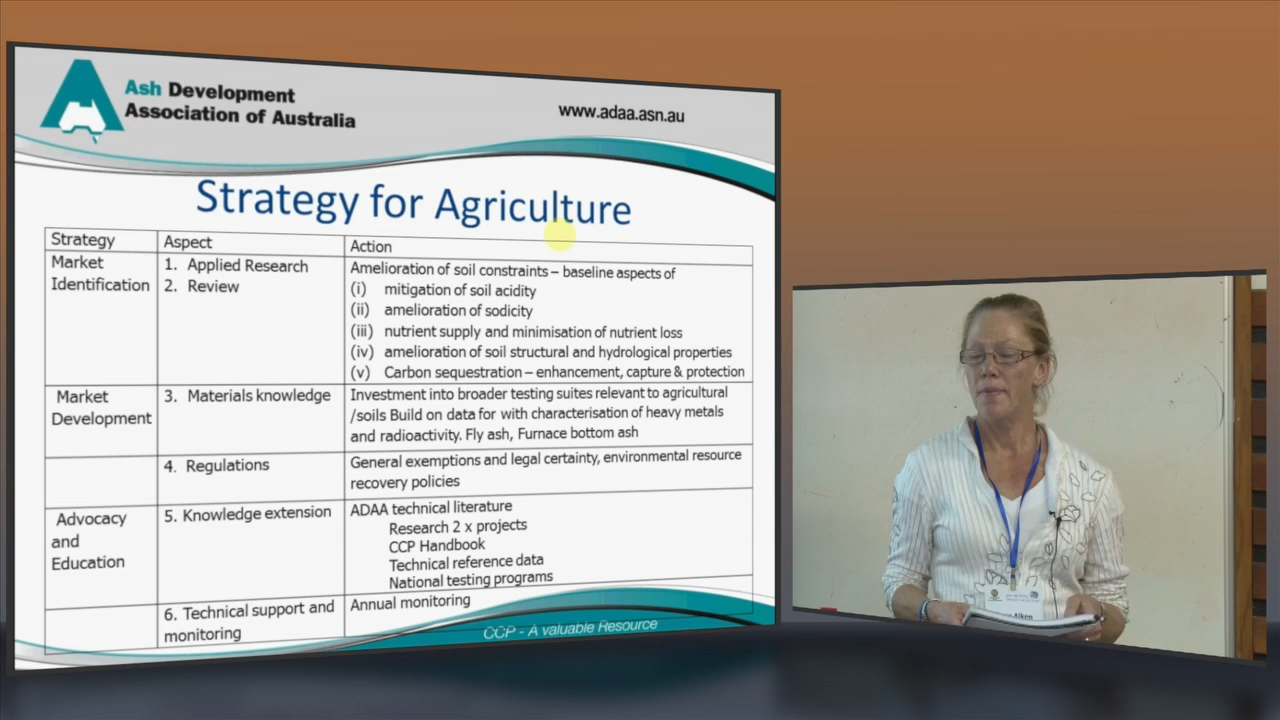 Ash Development
Association of Australia
www.adaa.asn.au
Strategy for Agriculture
Strategy
Aspect
Action
Market
Identification
1. Applied Research
2. Review
Amelioration of soil constraints – baseline aspects of
(i) mitigation of soil acidity
(ii) amelioration of sodicity
(iii) nutrient supply and minimisation of nutrient loss
(iv) amelioration of soil structural and hydrological properties
(v) Carbon sequestration – enhancement, capture & protection
Market
Development
3. Materials knowledge
Investment into broader testing suites relevant to agricultural
/soils Build on data for with characterisation of heavy metals
and radioactivity. Fly ash, Furnace bottom ash
4. Regulations
General exemptions and legal certainty, environmental resource
recovery policies
Advocacy
and
Education
5. Knowledge extension
ADAA technical literature
Research 2 x projects
CCP Handbook
Technical reference data
National testing programs
6. Technical support and
monitoring
Annual monitoring
CCP - A valuable Resource
Aiken